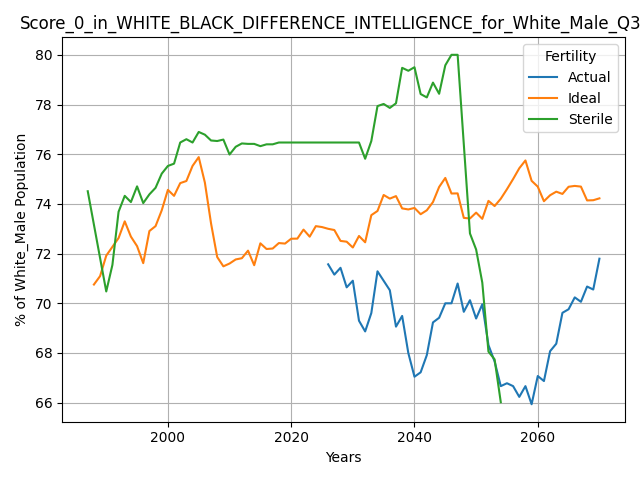 Score_0_in_WHITE_BLACK_DIFFERENCE_INTELLIGENCE_for_White_Male_Q3
Fertility
Actual
Ideal
Sterile
% of White_Male Population
80
78
76
74
72
70
68
66
2000
2020
2040
2060
Years